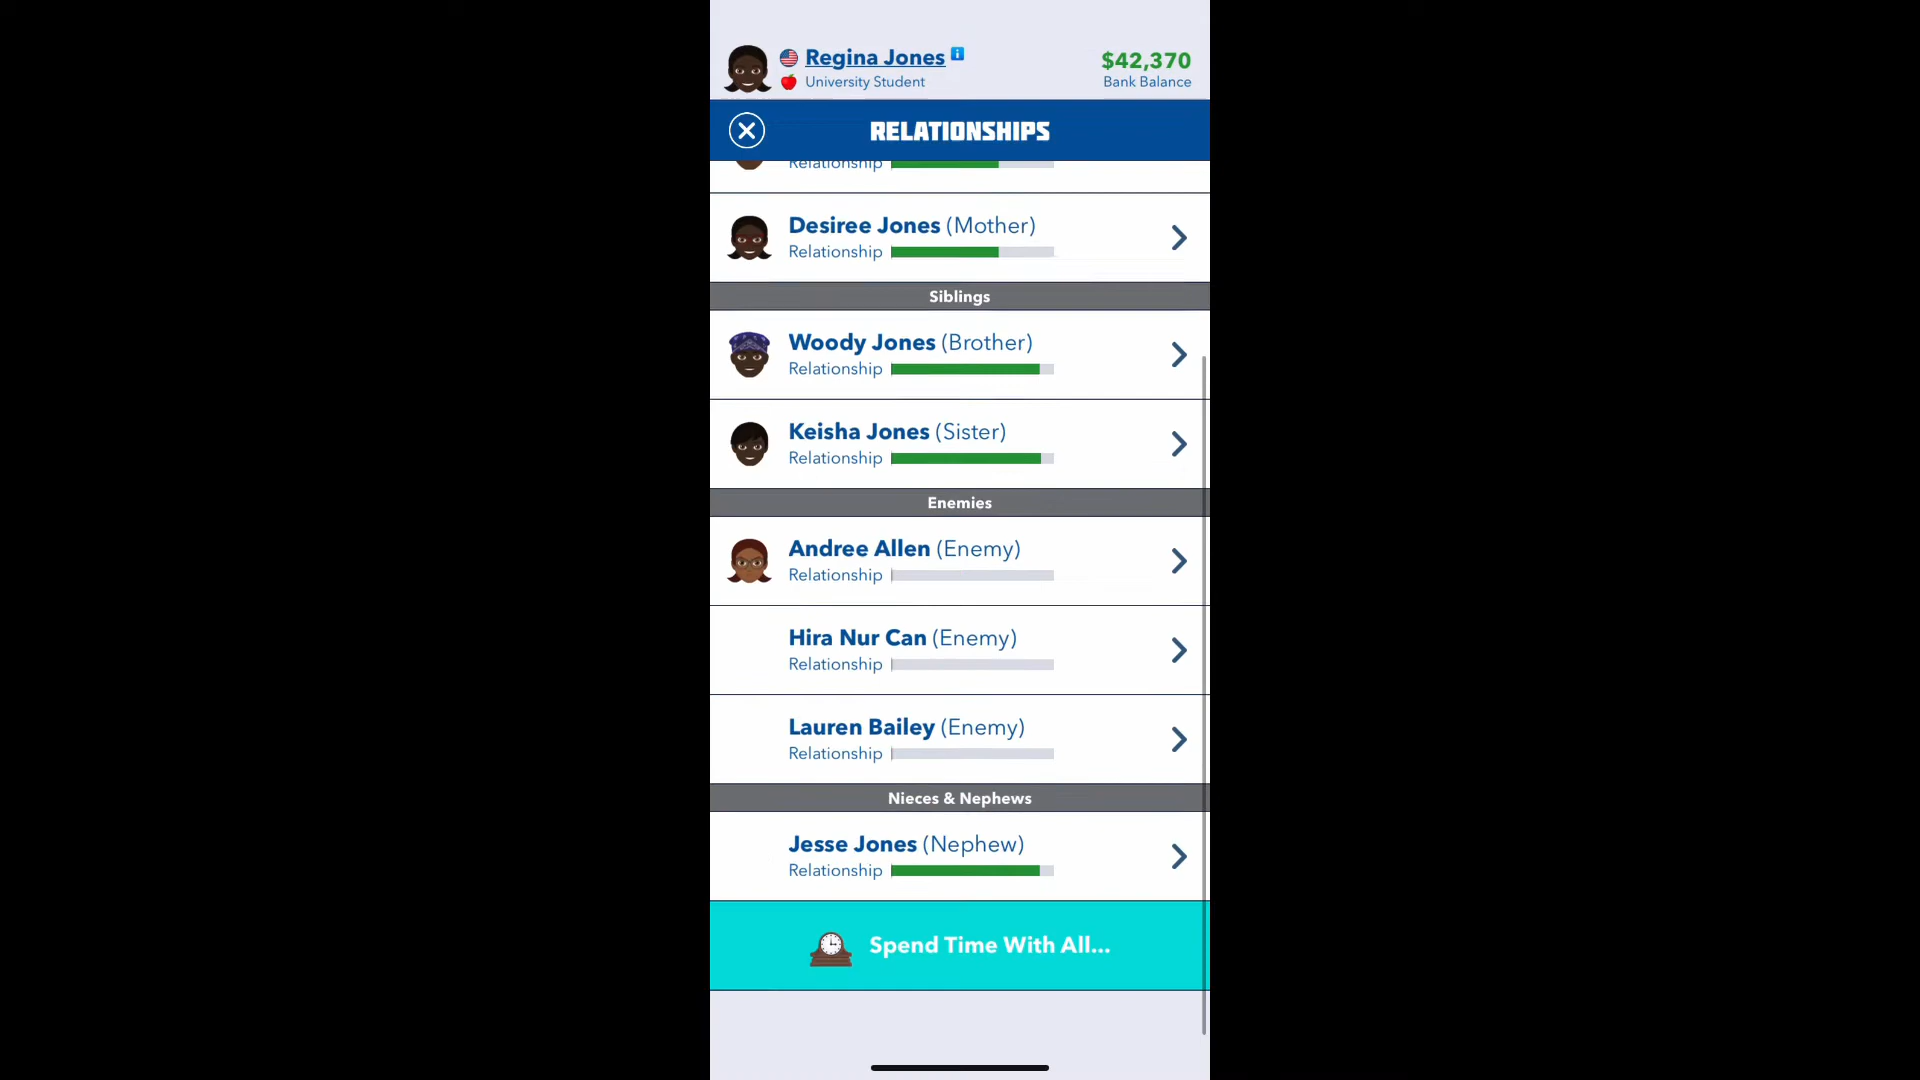 Regina Jones
$42,370
University Student
Bank Balance
RELATIONSHIPS
Relationship
Desiree Jones (Mother)
Relationship
Siblings
Woody Jones (Brother)
Relationship
Keisha Jones (Sister)
Relationship
Enemies
Andree Allen (Enemy)
Relationship
Hira Nur Can (Enemy)
Relationship
Lauren Bailey (Enemy)
Relationship
Nieces & Nephews
Jesse Jones (Nephew)
Relationship
Spend Time With All...